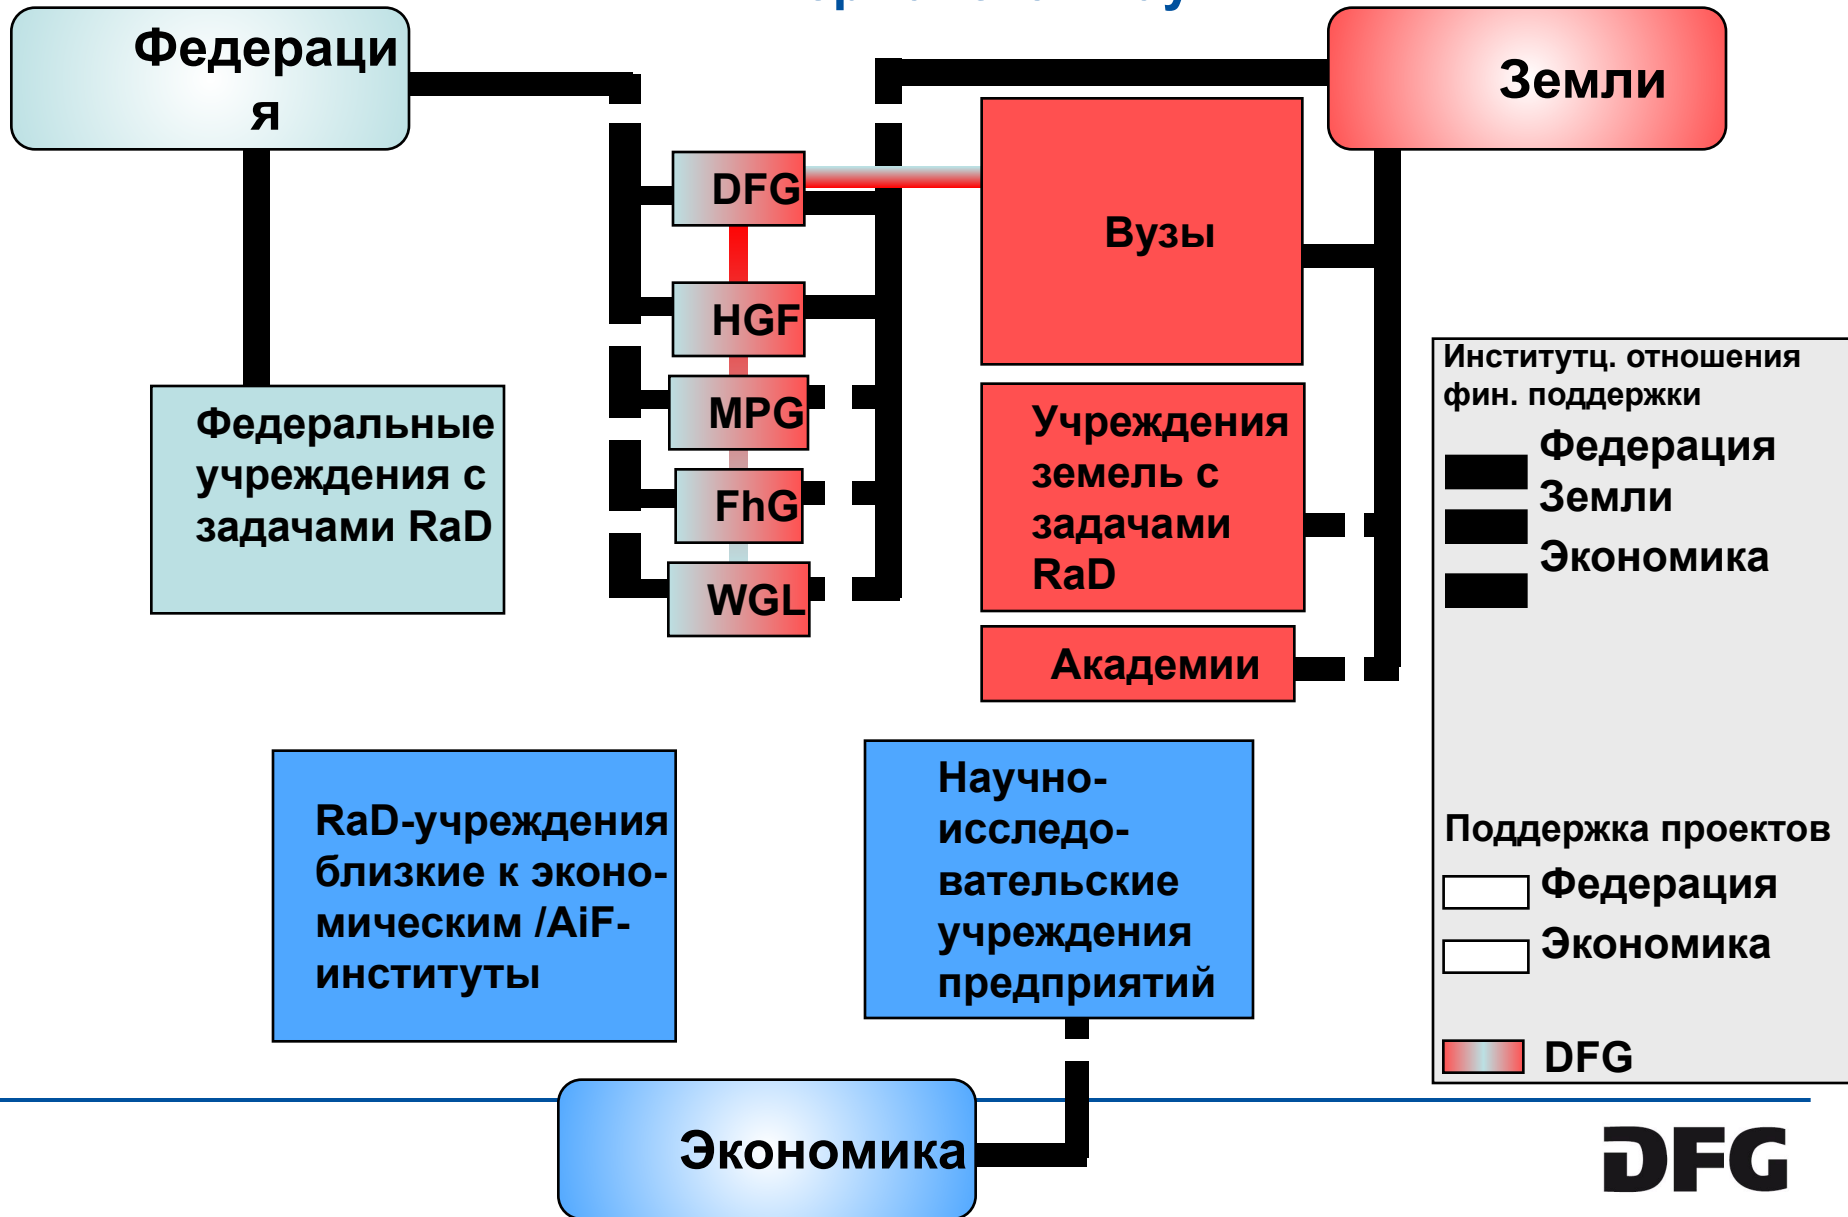 Федераци
я
Земли
DFG
HGF
MPG
FhG
WGL
Вузы
Федеральные
учреждения с
задачами RaD
Учреждения
земель с
задачами
RaD
Академии
Институтц. отношения
фин. поддержки
Федерация
Земли
Экономика
Поддержка проектов
Федерация
Экономика
DFG
RaD-учреждения
близкие к эконо-
мическим /AiF-
институты
Научно-
исследо-
вательские
учреждения
предприятий
Экономика
DFG